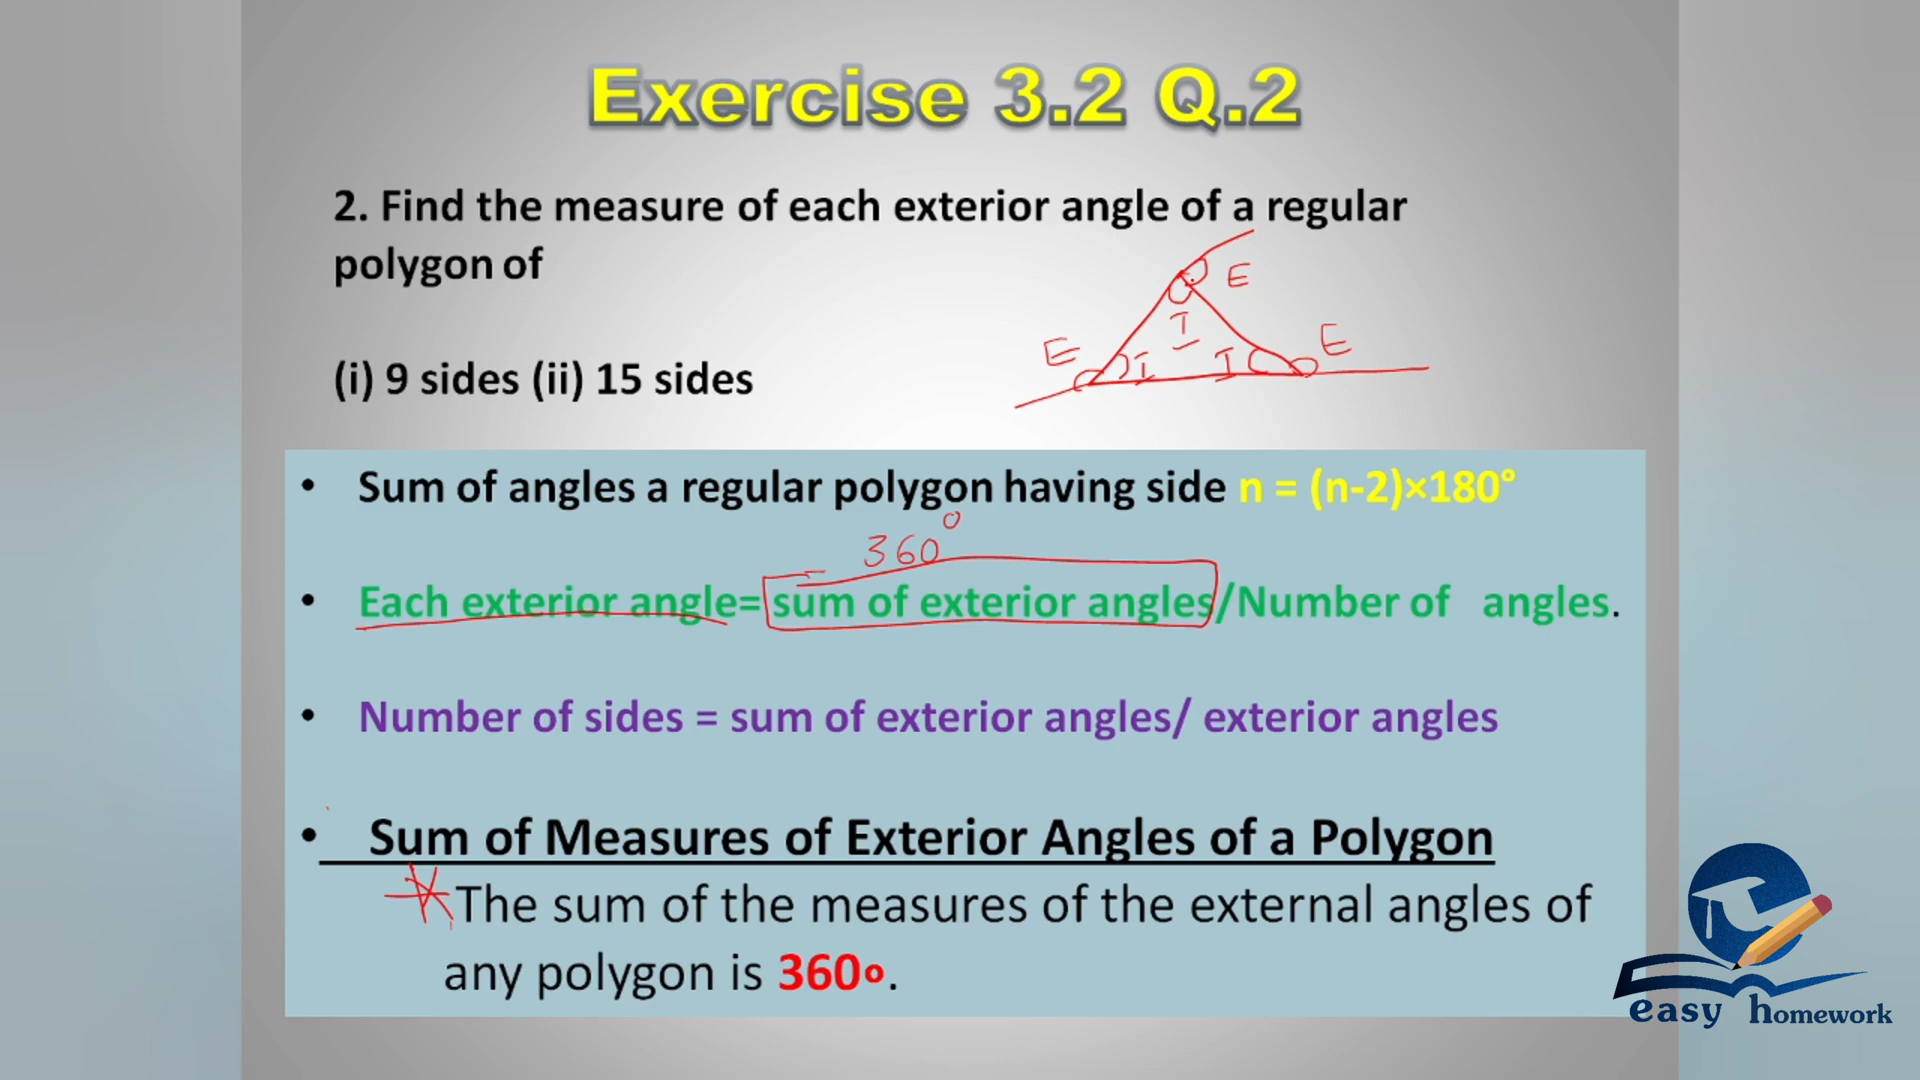 Exercise 3.2 Q.2
2. Find the measure of each exterior angle of a regular
polygon of
E
I
E
E
I
I
(i) 9 sides (ii) 15 sides
• Sum of angles a regular polygon having side n = (n-2)×180°
= 360°
• Each exterior angle= sum of exterior angles/Number of angles.
• Number of sides = sum of exterior angles/ exterior angles
• Sum of Measures of Exterior Angles of a Polygon
The sum of the measures of the external angles of
any polygon is 360o.
easy homework